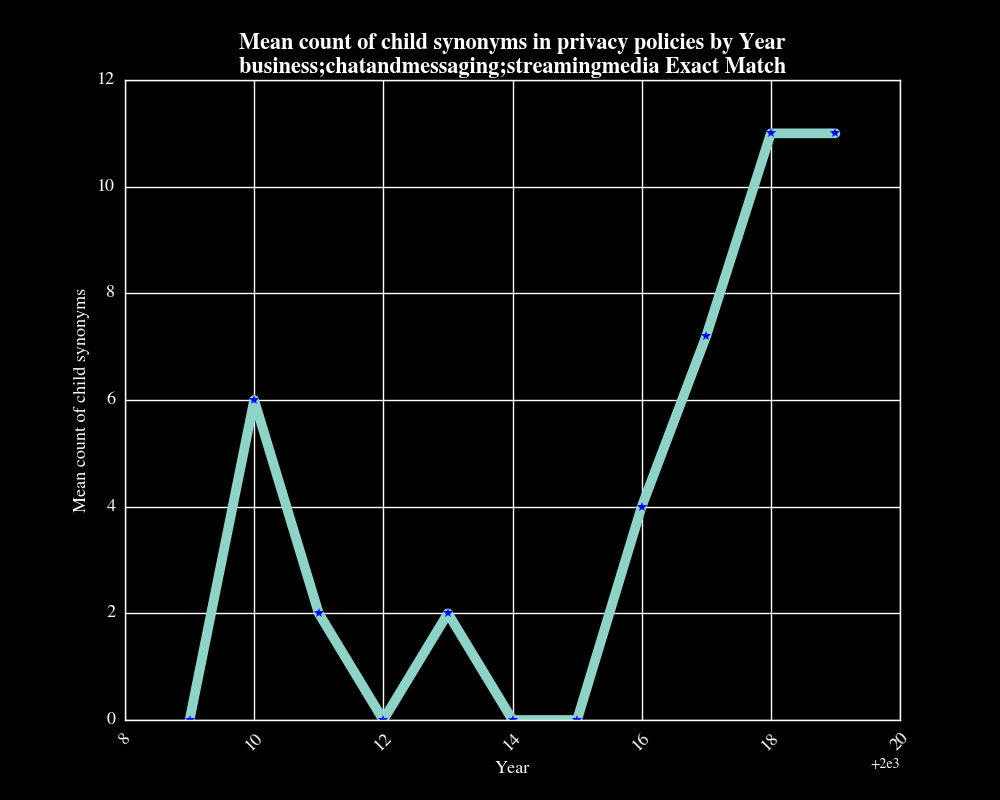 Mean count of child synonyms in privacy policies by Year
business;chatandmessaging;streamingmedia Exact Match
12
10
8
6
4
2
0
Mean count of child synonyms
8
10
12
14
16
18
20
Year
+2e3